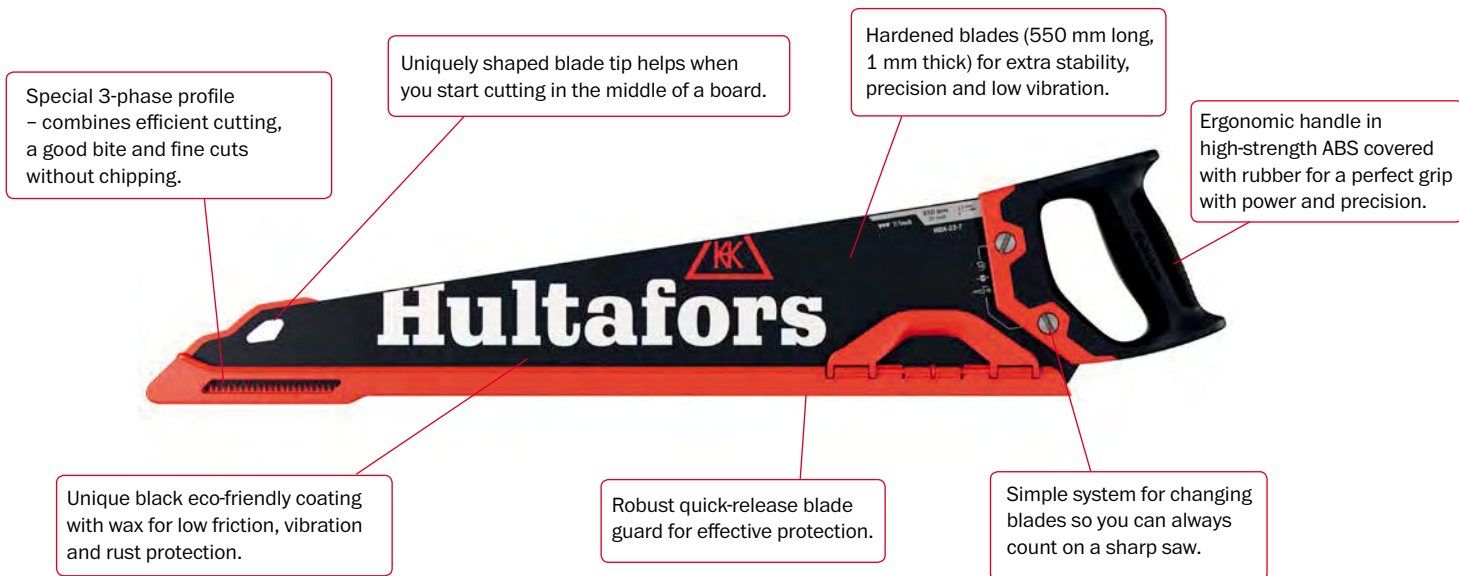 Hardened blades (550 mm long,
1 mm thick) for extra stability,
precision and low vibration.
Uniquely shaped blade tip helps when
you start cutting in the middle of a board.
Special 3-phase profile
– combines efficient cutting,
a good bite and fine cuts
without chipping.
Ergonomic handle in
high-strength ABS covered
with rubber for a perfect grip
with power and precision.
550 mm
HBX-22-7
Hultafors
Unique black eco-friendly coating
with wax for low friction, vibration
and rust protection.
Robust quick-release blade
guard for effective protection.
Simple system for changing
blades so you can always
count on a sharp saw.